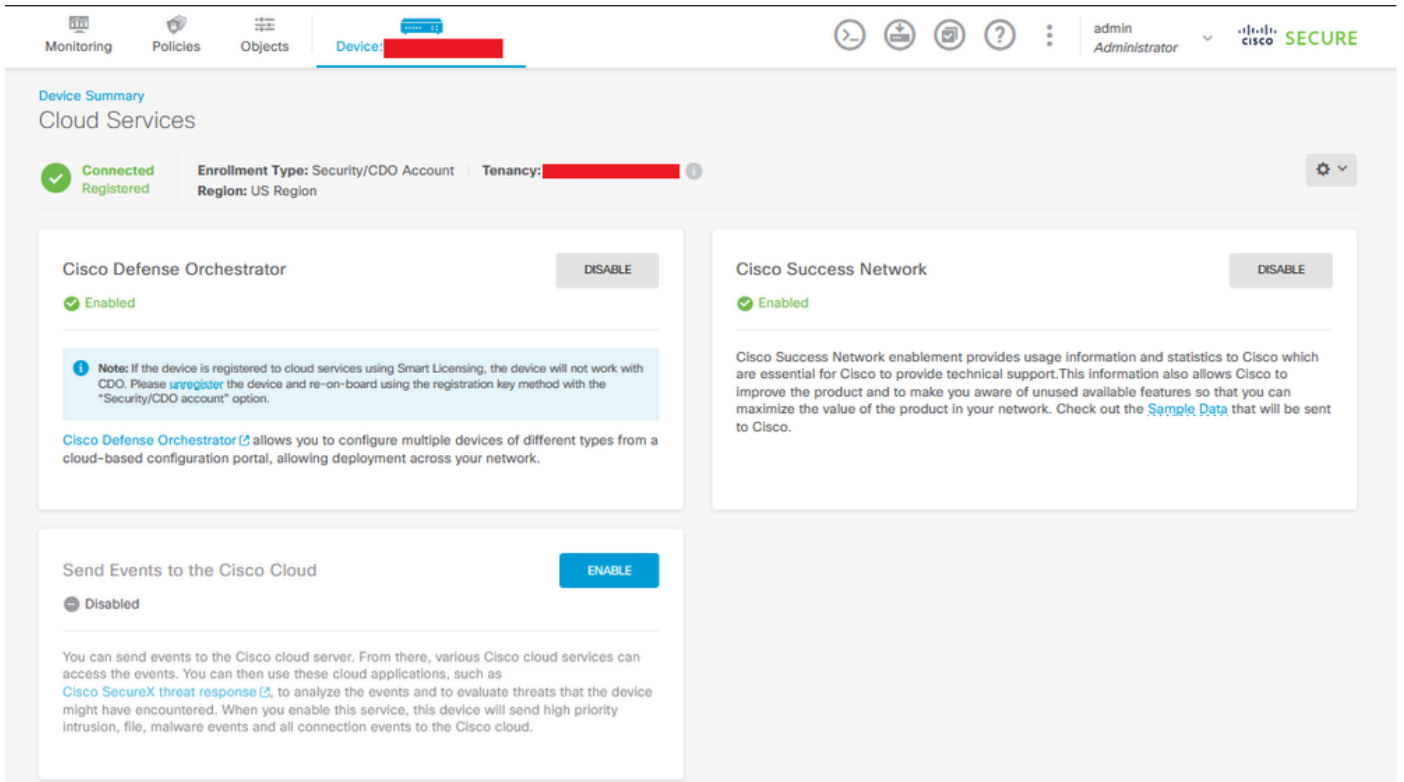 Monitoring
Policies
Objects
Device:
admin
Administrator
cisco SECURE
Device Summary
Cloud Services
Connected
Registered
Enrollment Type: Security/CDO Account
Tenancy:
Region: US Region
Cisco Defense Orchestrator
DISABLE
Enabled
Note: If the device is registered to cloud services using Smart Licensing, the device will not work with
CDO. Please unregister the device and re-on-board using the registration key method with the
"Security/CDO account" option.
Cisco Defense Orchestrator allows you to configure multiple devices of different types from a
cloud-based configuration portal, allowing deployment across your network.
Cisco Success Network
DISABLE
Enabled
Cisco Success Network enablement provides usage information and statistics to Cisco which
are essential for Cisco to provide technical support.This information also allows Cisco to
improve the product and to make you aware of unused available features so that you can
maximize the value of the product in your network. Check out the Sample Data that will be sent
to Cisco.
Send Events to the Cisco Cloud
ENABLE
Disabled
You can send events to the Cisco cloud server. From there, various Cisco cloud services can
access the events. You can then use these cloud applications, such as
Cisco SecureX threat response, to analyze the events and to evaluate threats that the device
might have encountered. When you enable this service, this device will send high priority
intrusion, file, malware events and all connection events to the Cisco cloud.